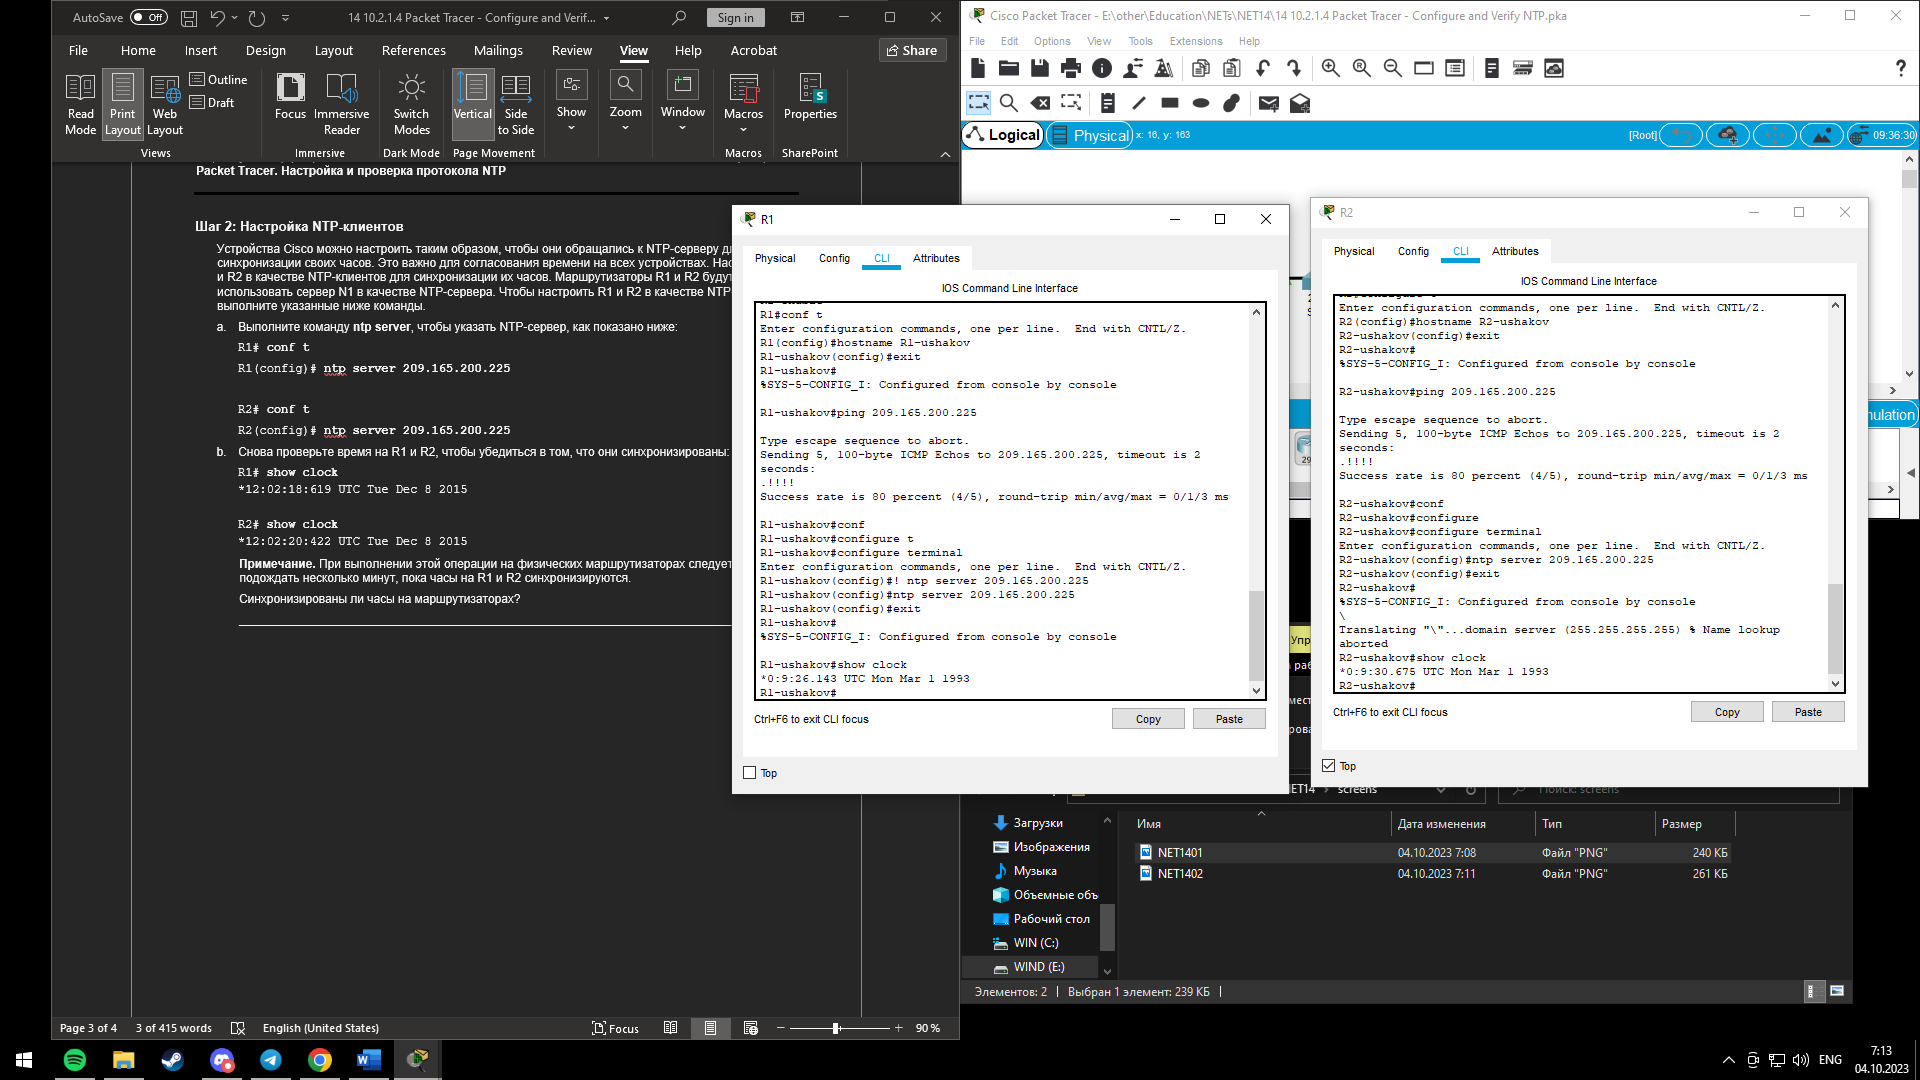 AutoSave Off 14 10.2.1.4 Packet Tracer - Configure and Verif... Sign in
File Home Insert Design Layout References Mailings Review View Help Acrobat Share
Read Mode
Print Layout
Web Layout
Outline
Draft
Focus
Immersive Reader
Switch Modes
Vertical
Side to Side
Show
Zoom
Window
Macros
Properties
Views Immersive Dark Mode Page Movement Macros SharePoint
Packet Tracer. Настройка и проверка протокола NTP
Шаг 2: Настройка NTP-клиентов
Устройства Cisco можно настроить таким образом, чтобы они обращались к NTP-серверу д
синхронизации своих часов. Это важно для согласования времени на всех устройствах. Нас
и R2 в качестве NTP-клиентов для синхронизации их часов. Маршрутизаторы R1 и R2 будут
использовать сервер N1 в качестве NTP-сервера. Чтобы настроить R1 и R2 в качестве NTP
выполните указанные ниже команды.
a. Выполните команду ntp server, чтобы указать NTP-сервер, как показано ниже:
R1# conf t
R1(config)# ntp server 209.165.200.225
R2# conf t
R2(config)# ntp server 209.165.200.225
b. Снова проверьте время на R1 и R2, чтобы убедиться в том, что они синхронизированы:
R1# show clock
*12:02:18:619 UTC Tue Dec 8 2015
R2# show clock
*12:02:20:422 UTC Tue Dec 8 2015
Примечание. При выполнении этой операции на физических маршрутизаторах следует
подождать несколько минут, пока часы на R1 и R2 синхронизируются.
Синхронизированы ли часы на маршрутизаторах?
Page 3 of 4 3 of 415 words English (United States) Focus 90 %
Cisco Packet Tracer - E:\other\Education\NETs\NET14\14 10.2.1.4 Packet Tracer - Configure and Verify NTP.pka
File Edit Options View Tools Extensions Help
?
Logical Physical x: 16, y: 163 [Root] 09:36:30
R1
Physical Config CLI Attributes
IOS Command Line Interface
R1#conf t
Enter configuration commands, one per line. End with CNTL/Z.
R1(config)#hostname R1-ushakov
R1-ushakov(config)#exit
R1-ushakov#
%SYS-5-CONFIG_I: Configured from console by console
R1-ushakov#ping 209.165.200.225
Type escape sequence to abort.
Sending 5, 100-byte ICMP Echos to 209.165.200.225, timeout is 2
seconds:
.!!!!
Success rate is 80 percent (4/5), round-trip min/avg/max = 0/1/3 ms
R1-ushakov#conf
R1-ushakov#configure t
R1-ushakov#configure terminal
Enter configuration commands, one per line. End with CNTL/Z.
R1-ushakov(config)#! ntp server 209.165.200.225
R1-ushakov(config)#ntp server 209.165.200.225
R1-ushakov(config)#exit
R1-ushakov#
%SYS-5-CONFIG_I: Configured from console by console
R1-ushakov#show clock
*0:9:26.143 UTC Mon Mar 1 1993
R1-ushakov#
Ctrl+F6 to exit CLI focus Copy Paste
Top
R2
Physical Config CLI Attributes
IOS Command Line Interface
Enter configuration commands, one per line. End with CNTL/Z.
R2(config)#hostname R2-ushakov
R2-ushakov(config)#exit
R2-ushakov#
%SYS-5-CONFIG_I: Configured from console by console
R2-ushakov#ping 209.165.200.225
Type escape sequence to abort.
Sending 5, 100-byte ICMP Echos to 209.165.200.225, timeout is 2
seconds:
.!!!!
Success rate is 80 percent (4/5), round-trip min/avg/max = 0/1/3 ms
R2-ushakov#conf
R2-ushakov#configure
R2-ushakov#configure terminal
Enter configuration commands, one per line. End with CNTL/Z.
R2-ushakov(config)#ntp server 209.165.200.225
R2-ushakov(config)#exit
R2-ushakov#
%SYS-5-CONFIG_I: Configured from console by console
\
Translating "\"...domain server (255.255.255.255) % Name lookup
aborted
R2-ushakov#show clock
*0:9:30.675 UTC Mon Mar 1 1993
R2-ushakov#
Ctrl+F6 to exit CLI focus Copy Paste
Top
nulation
29
Упр
ET14 screens Поиск: screens
Имя Дата изменения Тип Размер
NET1401 04.10.2023 7:08 Файл "PNG" 240 КБ
NET1402 04.10.2023 7:11 Файл "PNG" 261 КБ
Загрузки
Изображения
Музыка
Объемные объ
Рабочий стол
WIN (C:)
WIND (E:)
Элементов: 2 Выбран 1 элемент: 239 КБ
ENG 7:13
04.10.2023